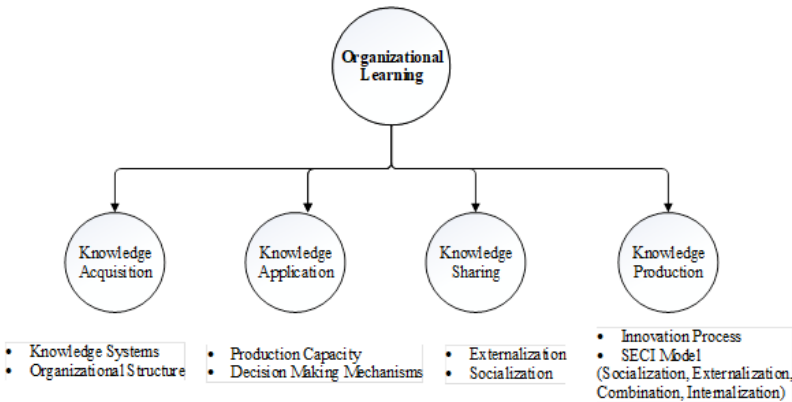 Organizational
Learning
Knowledge
Acquisition
Knowledge
Application
Knowledge
Sharing
Knowledge
Production
• Knowledge Systems
• Organizational Structure
• Production Capacity
• Decision Making Mechanisms
• Externalization
• Socialization
• Innovation Process
• SECI Model
(Socialization, Externalization,
Combination, Internalization)